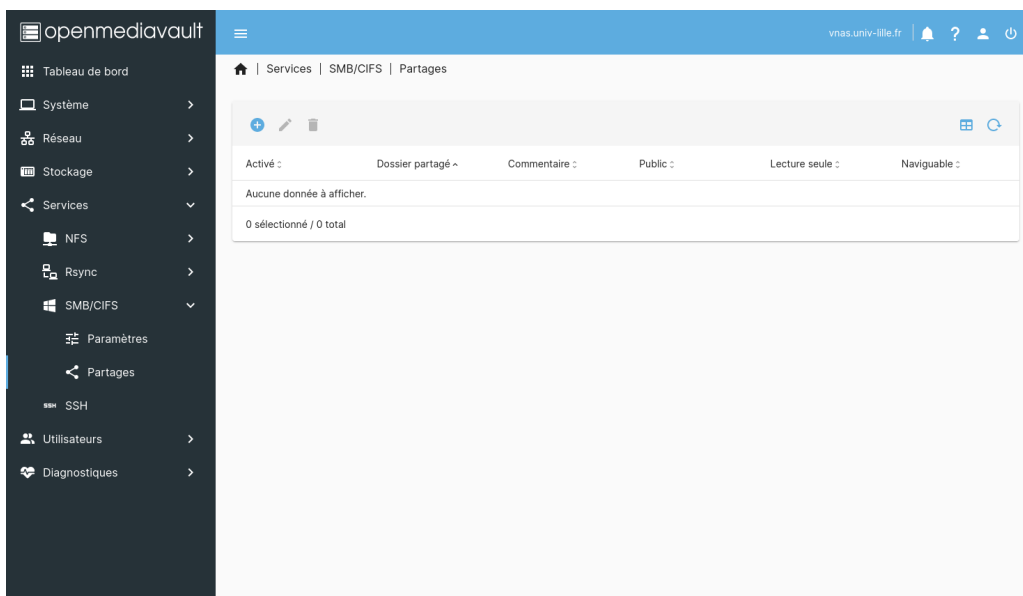 openmediavault
vnas.univ-lille.fr
Tableau de bord
Système
Réseau
Stockage
Services
NFS
Rsync
SMB/CIFS
Paramètres
Partages
SSH SSH
Utilisateurs
Diagnostiques
| Services | SMB/CIFS | Partages
Activé Dossier partagé Commentaire Public Lecture seule Naviguable
Aucune donnée à afficher.
0 sélectionné / 0 total